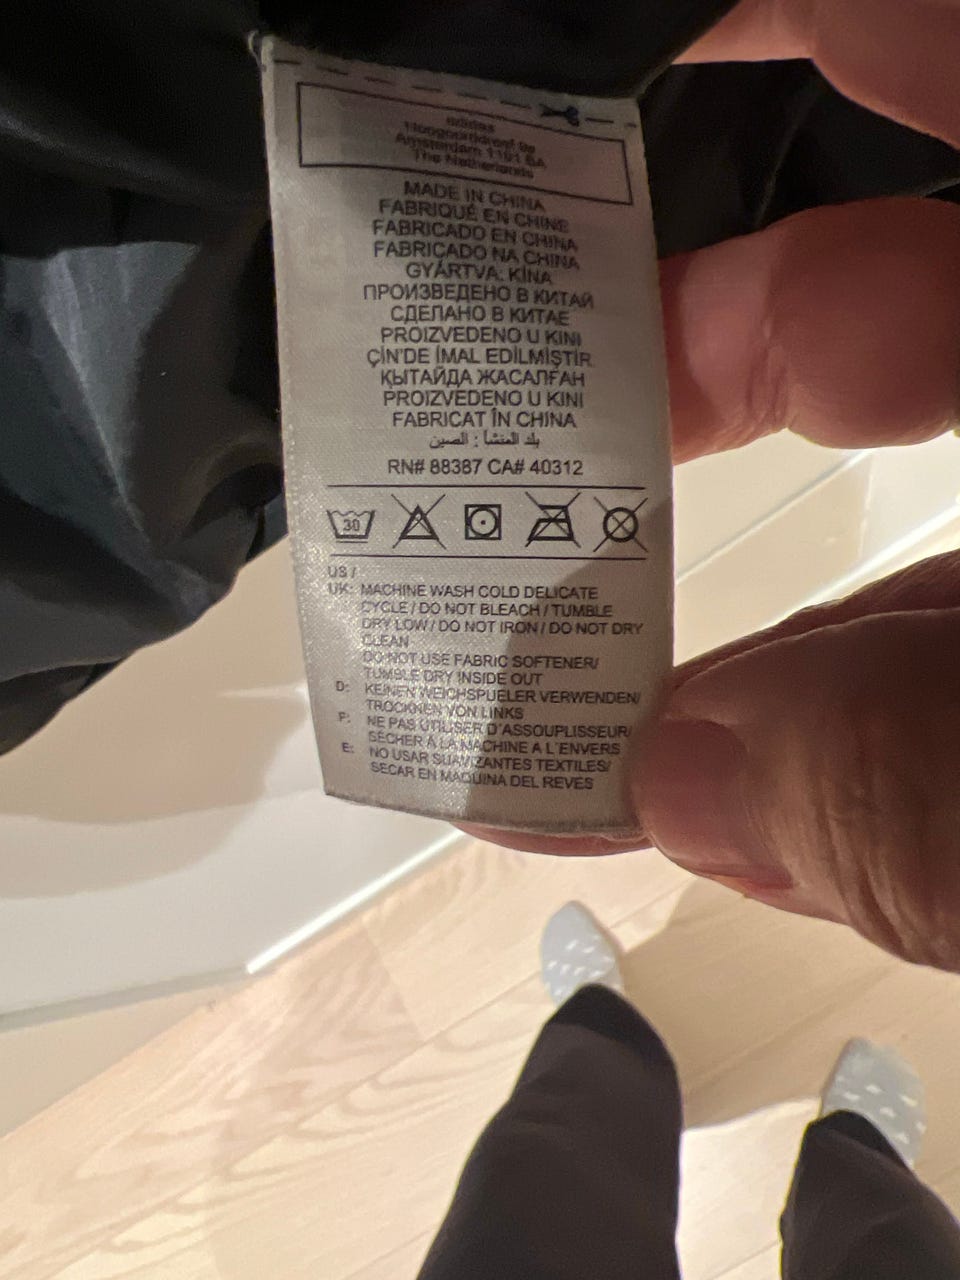 adidas
Hoogoorddreef 9a
Amsterdam 1101 BA
The Netherlands
MADE IN CHINA
FABRIQUÉ EN CHINE
FABRICADO EN CHINA
FABRICADO NA CHINA
GYÁRTVA: KÍNA
ПРОИЗВЕДЕНО В КИТАЙ
СДЕЛАНО В КИТАЕ
PROIZVEDENO U KINI
ÇİN'DE İMAL EDİLMİŞTİR
ҚЫТАЙДА ЖАСАЛҒАН
PROIZVEDENO U KINI
FABRICAT ÎN CHINA
بلد المنشأ : الصين
RN# 88387 CA# 40312
30
US /
UK: MACHINE WASH COLD DELICATE
CYCLE / DO NOT BLEACH / TUMBLE
DRY LOW / DO NOT IRON / DO NOT DRY
CLEAN
DO NOT USE FABRIC SOFTENER/
TUMBLE DRY INSIDE OUT
D: KEINEN WEICHSPUELER VERWENDEN/
TROCKNEN VON LINKS
F: NE PAS UTILISER D'ASSOUPLISSEUR/
SECHER A LA MACHINE A L'ENVERS
E: NO USAR SUAVIZANTES TEXTILES/
SECAR EN MAQUINA DEL REVES